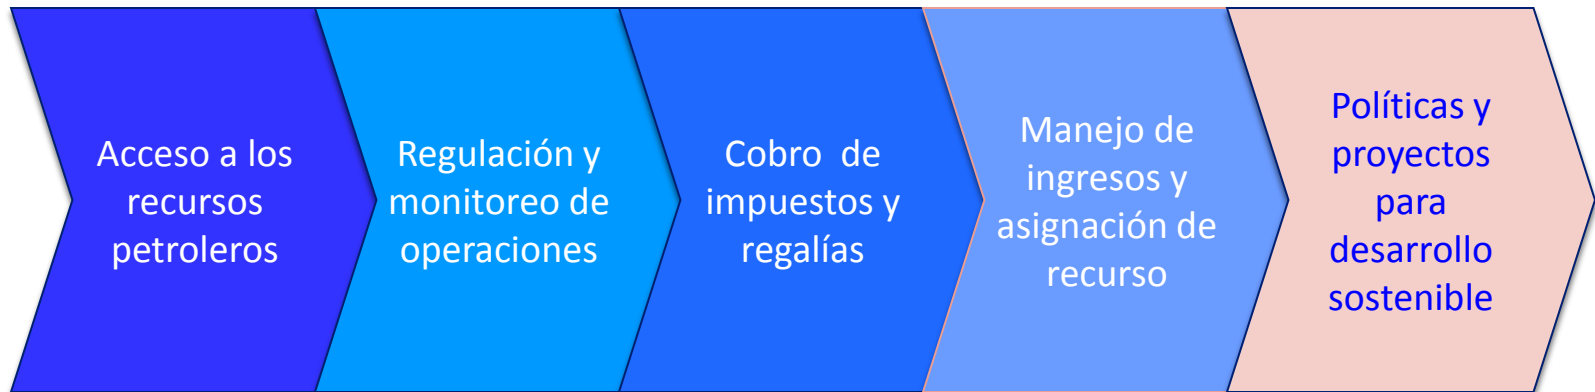 Acceso a los
recursos
petroleros
Regulación y
monitoreo de
operaciones
Cobro  de
impuestos y
regalías
Manejo de
ingresos y
asignación de
recurso
Políticas y
proyectos
para
desarrollo
sostenible